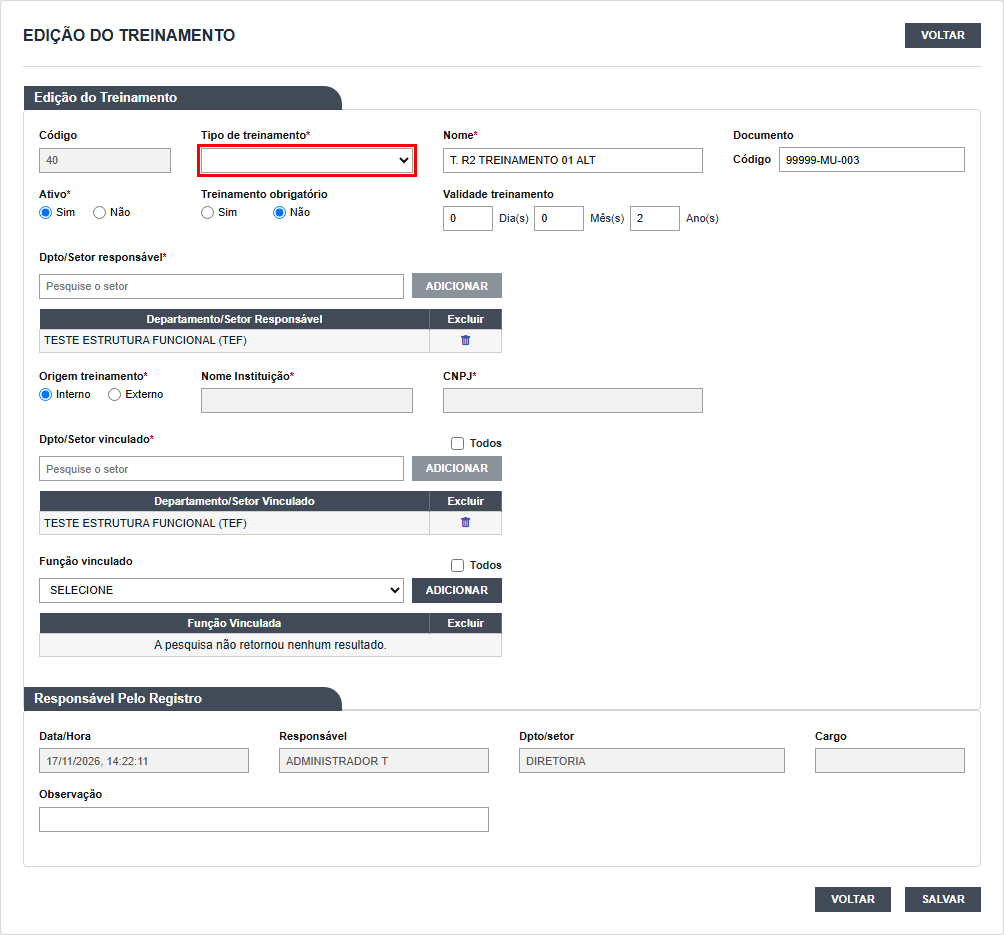 EDIÇÃO DO TREINAMENTO
VOLTAR
Edição do Treinamento
Código
Tipo de treinamento*
Nome*
Documento
40
T. R2 TREINAMENTO 01 ALT
Código
99999-MU-003
Ativo*
Treinamento obrigatório
Validade treinamento
Sim Não
Sim Não
0 Dia(s) 0 Mês(s) 2 Ano(s)
Dpto/Setor responsável*
Pesquise o setor
ADICIONAR
Departamento/Setor Responsável Excluir
TESTE ESTRUTURA FUNCIONAL (TEF)
Origem treinamento*
Nome Instituição*
CNPJ*
Interno Externo
Dpto/Setor vinculado*
Todos
Pesquise o setor
ADICIONAR
Departamento/Setor Vinculado Excluir
TESTE ESTRUTURA FUNCIONAL (TEF)
Função vinculado
Todos
SELECIONE
ADICIONAR
Função Vinculada Excluir
A pesquisa não retornou nenhum resultado.
Responsável Pelo Registro
Data/Hora
Responsável
Dpto/setor
Cargo
17/11/2026, 14:22:11
ADMINISTRADOR T
DIRETORIA
Observação
VOLTAR
SALVAR